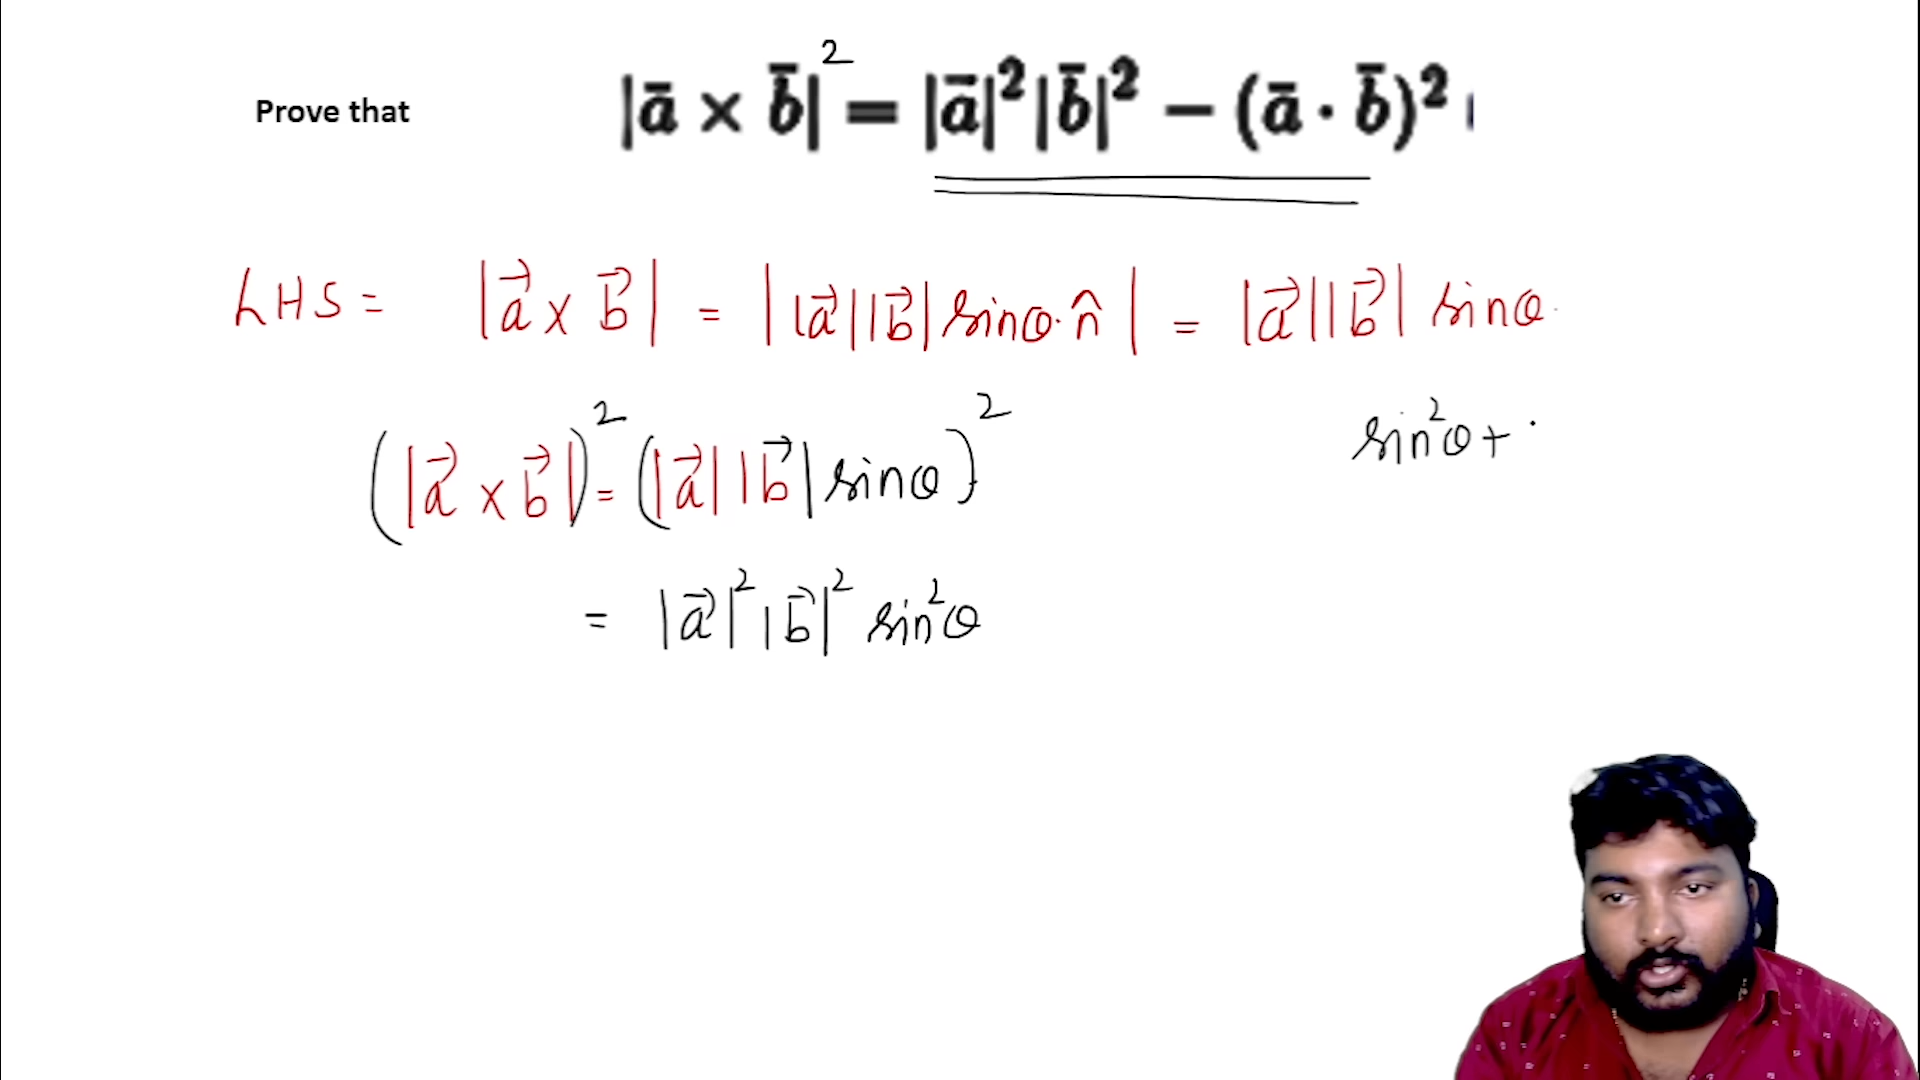 Prove that |ā × b̄|² = |ā|²|b̄|² − (ā · b̄)²
LHS = |a⃗ × b⃗| = | |a⃗||b⃗| sinθ · n̂ | = |a⃗||b⃗| sinθ
(|a⃗ × b⃗|)² = (|a⃗| |b⃗| sinθ)²
sin²θ +
= |a⃗|² |b⃗|² sin²θ